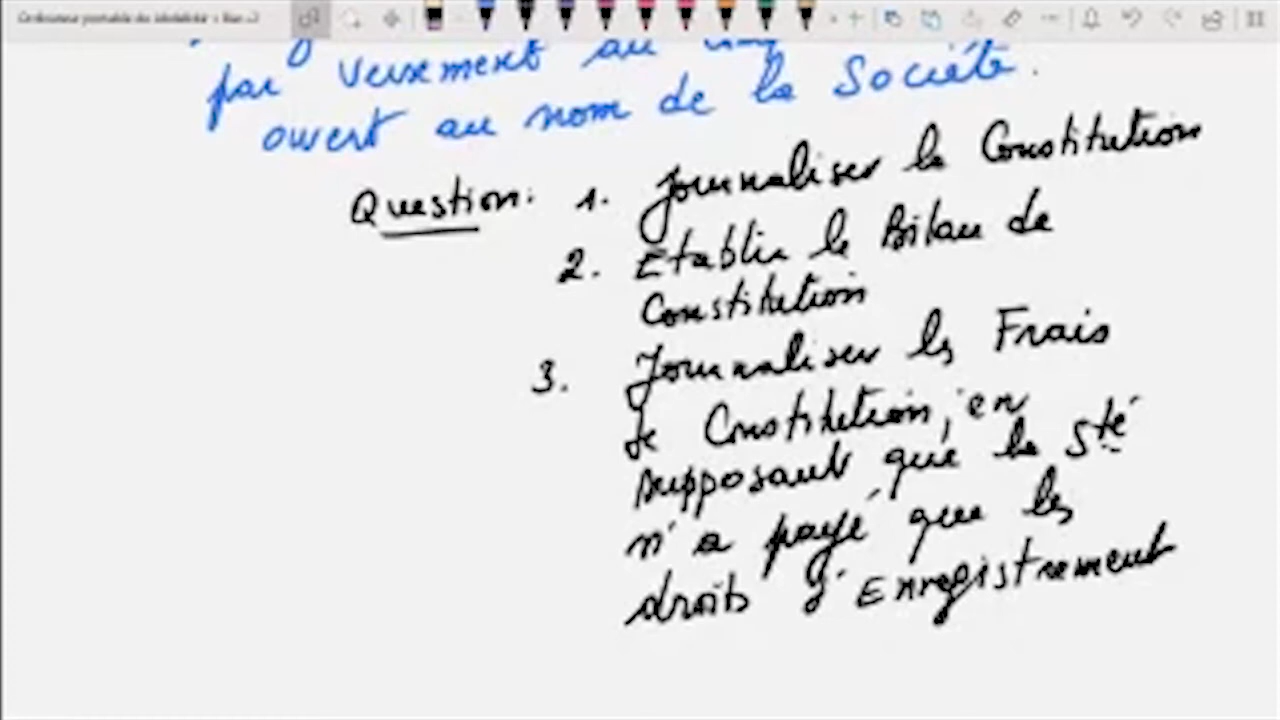 par versement au
ouvert au nom de la Société.
Question: 1. Journaliser la Constitution
2. Etablir le Bilan de
Constitution
3. Journaliser les Frais
de Constitution, en
supposant que la Sté
n'a payé que les
droits d'Enregistrement